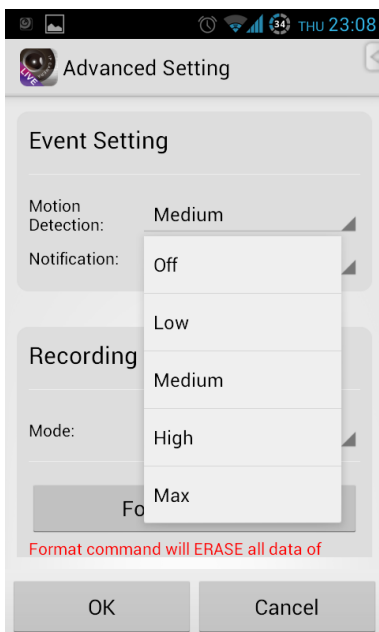 34 THU 23:08
LIVE
Advanced Setting
Event Setting
Motion
Detection: Medium
Notification:
Off
Low
Recording
Medium
Mode:
High
Max
Fo
Format command will ERASE all data of
OK Cancel